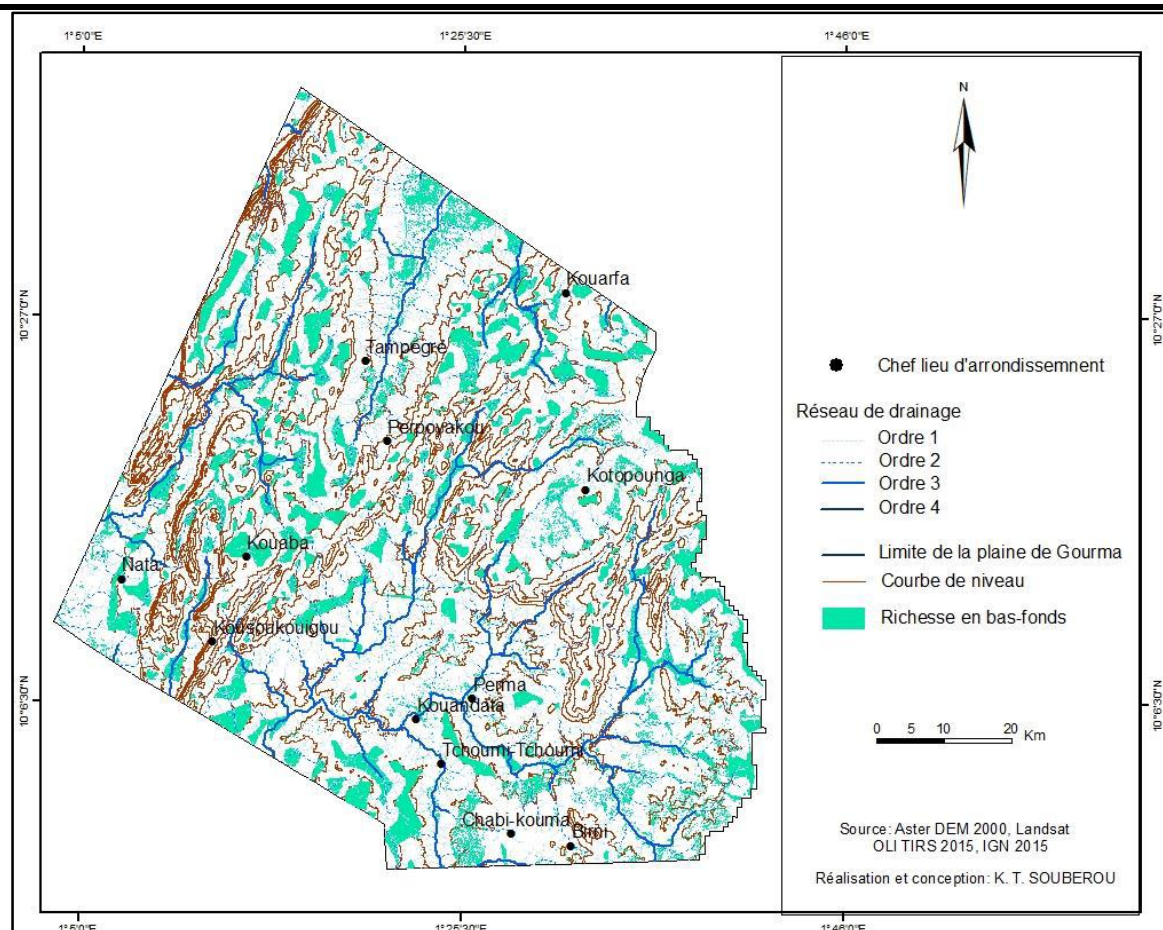 1°5'0"E
1°25'30"E
1°46'0"E
N
Kouarfa
10°27'0"N
10°27'0"N
Tampègré
Chef lieu d'arrondissemnt
Réseau de drainage
Perpoyakou
Ordre 1
Ordre 2
Kotopounga
Ordre 3
Ordre 4
Kouaba
Limite de la plaine de Gourma
Nata
Courbe de niveau
Richesse en bas-fonds
Kousoukouigou
Perma
10°6'30"N
10°6'30"N
Kouandata
0 10 20 Km
Tchoumi-Tchoumi
Chabi-kouma
Birni
Source: Aster DEM 2000, Landsat
OLI TIRS 2015, IGN 2015
Réalisation et conception: K. T. SOUBEROU
1°5'0"E
1°25'30"E
1°46'0"E